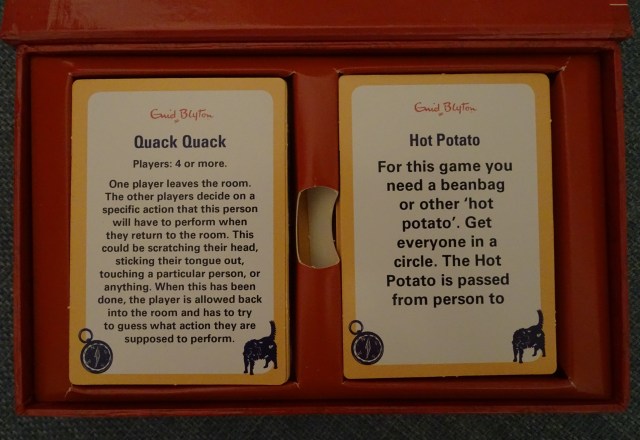 Enid Blyton
Quack Quack
Players: 4 or more.
One player leaves the room.
The other players decide on a
specific action that this person
will have to perform when
they return to the room. This
could be scratching their head,
sticking their tongue out,
touching a particular person, or
anything. When this has been
done, the player is allowed back
into the room and has to try
to guess what action they are
supposed to perform.
Enid Blyton
Hot Potato
For this game you
need a beanbag
or other ‘hot
potato’. Get
everyone in a
circle. The Hot
Potato is passed
from person to